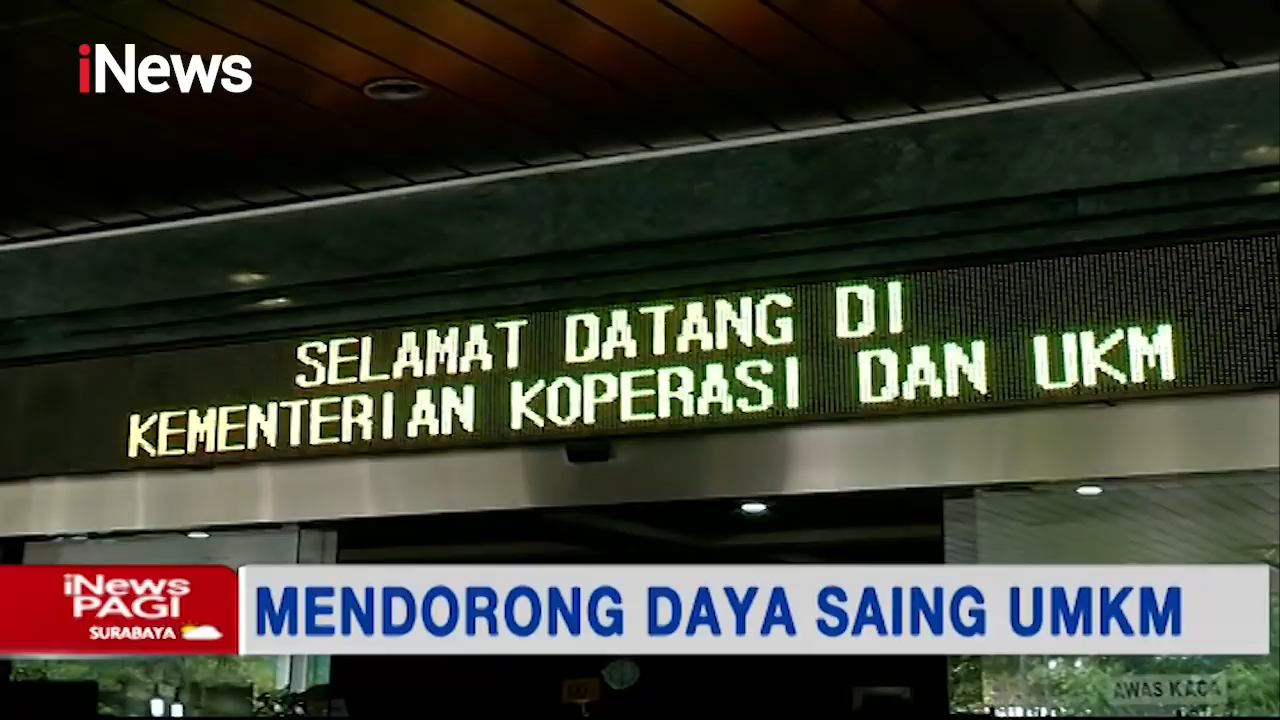 iNews
SELAMAT DATANG DI
KEMENTERIAN KOPERASI DAN UKM
iNews
PAGI
SURABAYA
MENDORONG DAYA SAING UMKM
AWAS KACA